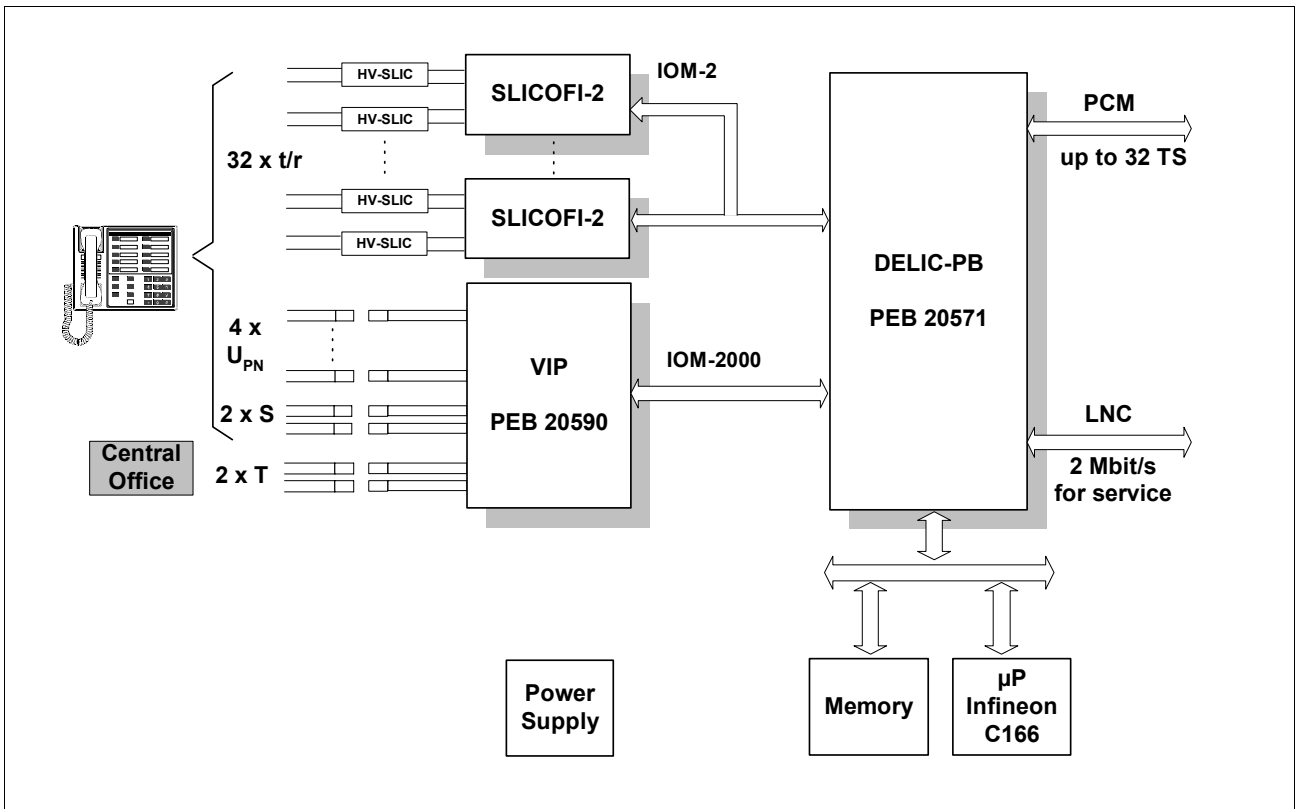 HV-SLIC
HV-SLIC
32 x t/r
HV-SLIC
HV-SLIC
SLICOFI-2
SLICOFI-2
IOM-2
4 x
U_PN
2 x S
2 x T
Central
Office
VIP
PEB 20590
IOM-2000
DELIC-PB
PEB 20571
PCM
up to 32 TS
LNC
2 Mbit/s
for service
Power
Supply
Memory
µP
Infineon
C166